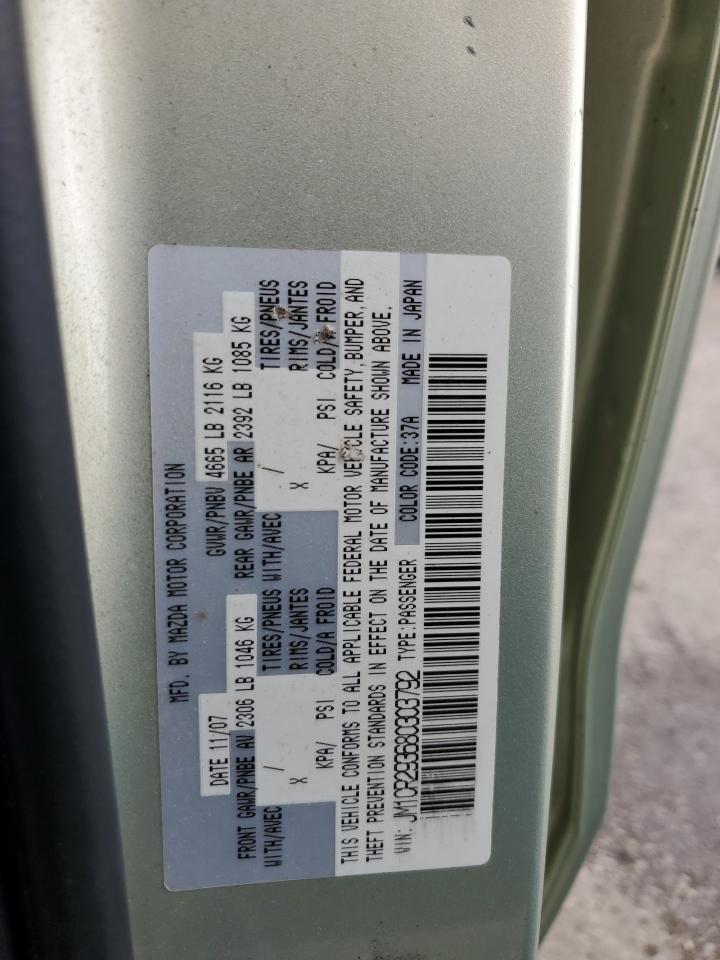 MFD. BY MAZDA MOTOR CORPORATION
DATE 11/07 GVWR/PNBV 4665 LB 2116 KG
FRONT GAWR/PNBE AV 2306 LB 1046 KG REAR GAWR/PNBE AR 2392 LB 1085 KG
WITH/AVEC / TIRES/PNEUS WITH/AVEC / TIRES/PNEUS
X RIMS/JANTES X RIMS/JANTES
KPA/ PSI COLD/A FROID KPA/ PSI COLD/A FROID
THIS VEHICLE CONFORMS TO ALL APPLICABLE FEDERAL MOTOR VEHICLE SAFETY, BUMPER, AND
THEFT PREVENTION STANDARDS IN EFFECT ON THE DATE OF MANUFACTURE SHOWN ABOVE.
VIN: JM1CR293680303792 TYPE:PASSENGER COLOR CODE:37A MADE IN JAPAN